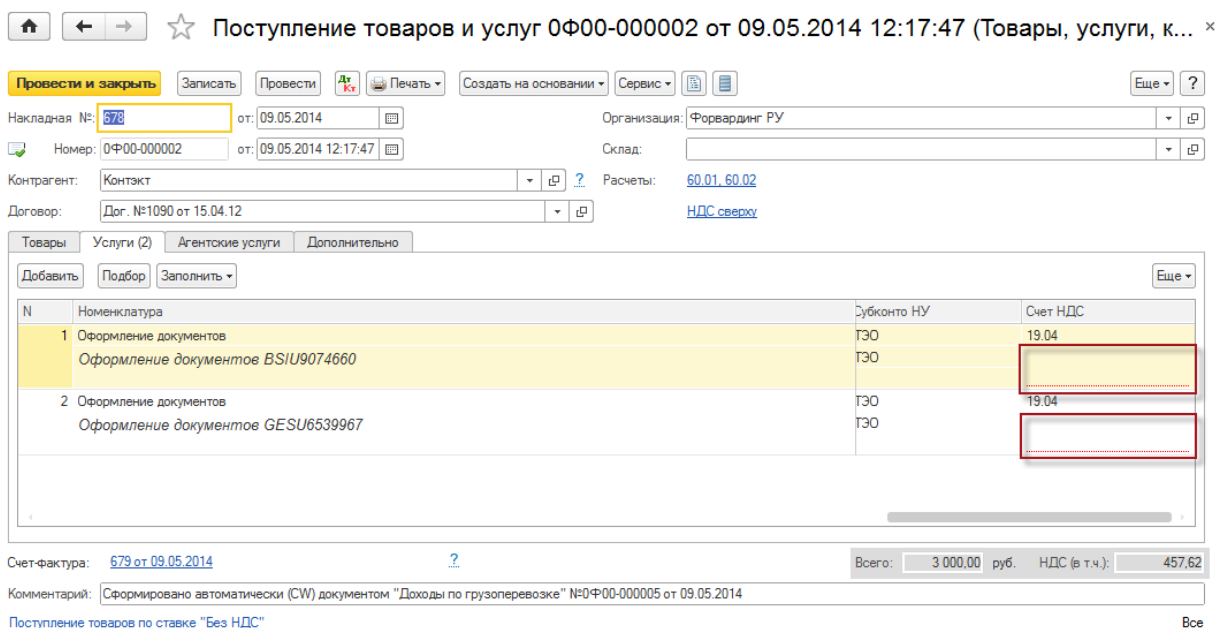 Поступление товаров и услуг 0Ф00-000002 от 09.05.2014 12:17:47 (Товары, услуги, к... ×
Провести и закрыть Записать Провести Дт Кт Печать Создать на основании Сервис Еще ?
Накладная №: 678 от: 09.05.2014 Организация: Форвардинг РУ
Номер: 0Ф00-000002 от: 09.05.2014 12:17:47 Склад:
Контрагент: Контэкт ? Расчеты: 60.01, 60.02
Договор: Дог. №1090 от 15.04.12 НДС сверху
Товары Услуги (2) Агентские услуги Дополнительно
Добавить Подбор Заполнить Еще
N Номенклатура Субконто НУ Счет НДС
1 Оформление документов ТЭО 19.04
Оформление документов BSIU9074660 ТЭО
2 Оформление документов ТЭО 19.04
Оформление документов GESU6539967 ТЭО
Счет-фактура: 679 от 09.05.2014 ? Всего: 3 000,00 руб. НДС (в т.ч.): 457,62
Комментарий: Сформировано автоматически (CW) документом "Доходы по грузоперевозке" №0Ф00-000005 от 09.05.2014
Поступление товаров по ставке "Без НДС" Все